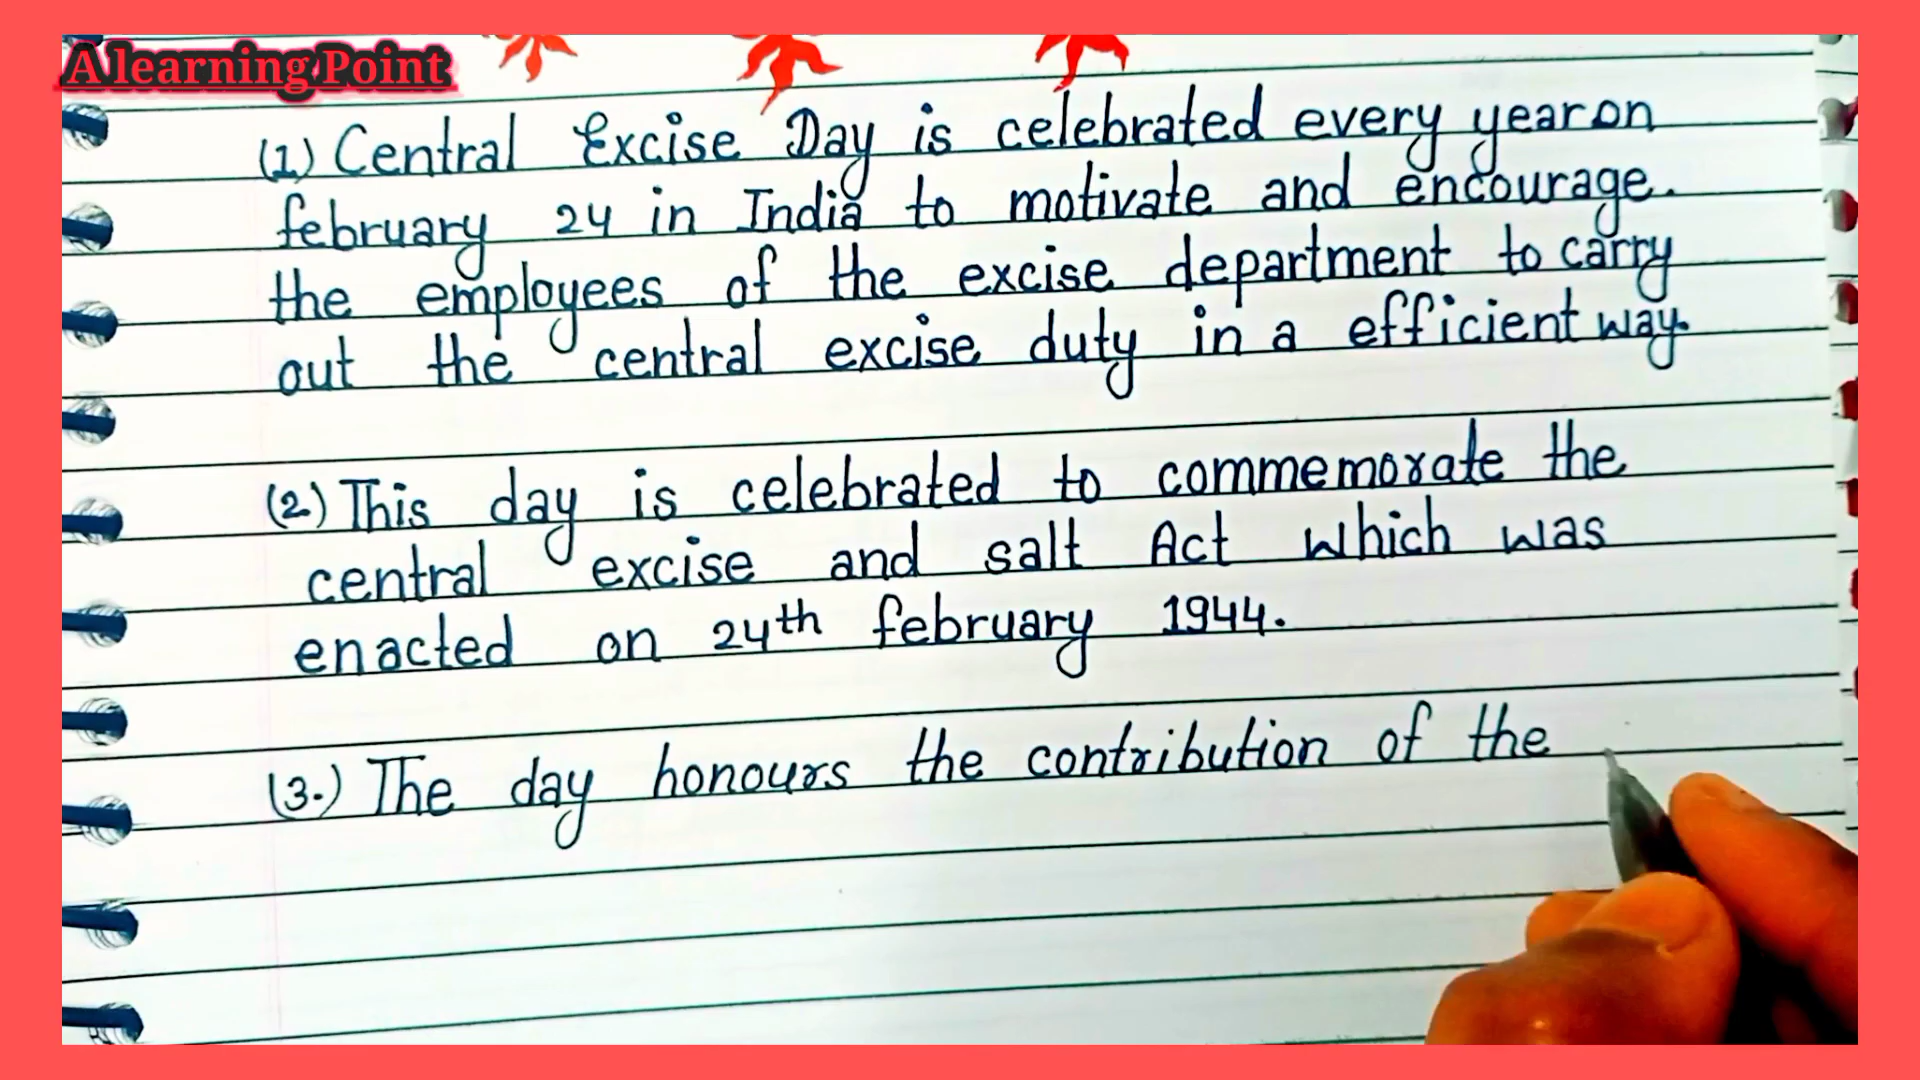 A learning Point
(1) Central Excise Day is celebrated every year on
february 24 in India to motivate and encourage.
the employees of the excise department to carry
out the central excise duty in a efficient way.
(2) This day is celebrated to commemorate the
central excise and salt Act which was
enacted on 24th february 1944.
(3.) The day honours the contribution of the